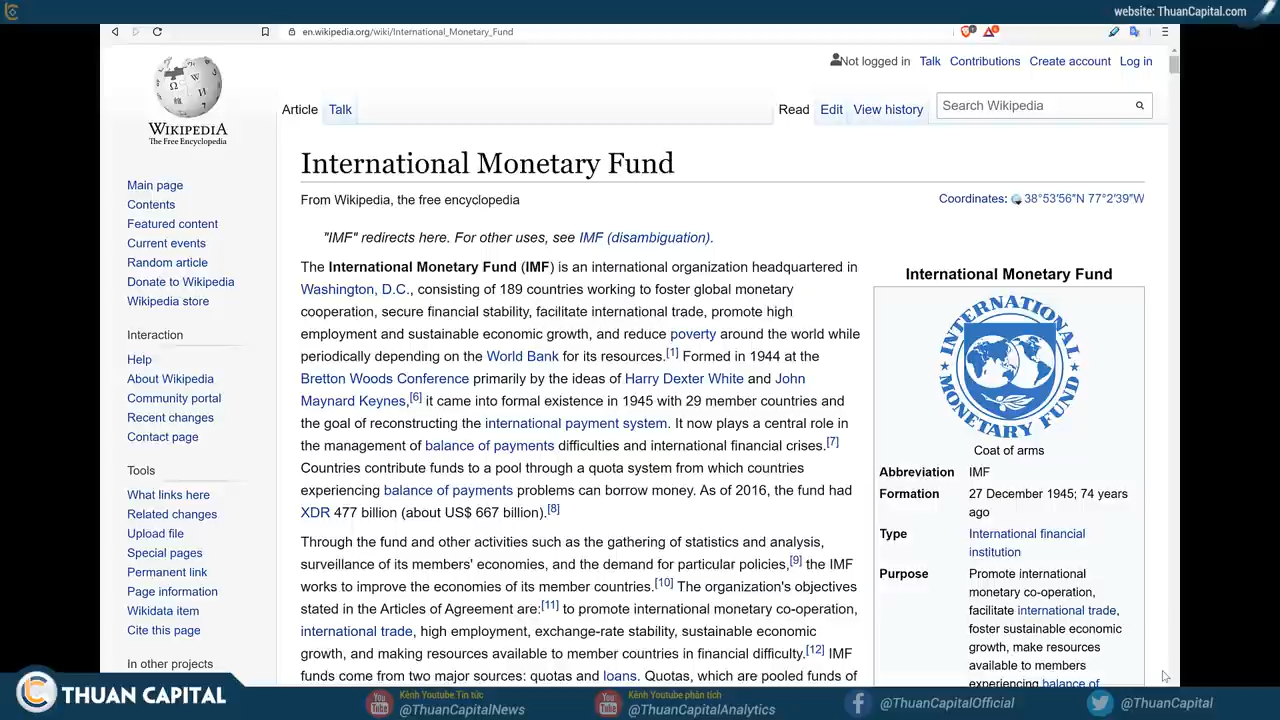 website: ThuanCapital.com
en.wikipedia.org/wiki/International_Monetary_Fund
WIKIPEDIA
The Free Encyclopedia
Not logged in Talk Contributions Create account Log in
Article Talk Read Edit View history Search Wikipedia
Main page
Contents
Featured content
Current events
Random article
Donate to Wikipedia
Wikipedia store
Interaction
Help
About Wikipedia
Community portal
Recent changes
Contact page
Tools
What links here
Related changes
Upload file
Special pages
Permanent link
Page information
Wikidata item
Cite this page
In other projects
International Monetary Fund
From Wikipedia, the free encyclopedia
Coordinates: 38°53′56″N 77°2′39″W
"IMF" redirects here. For other uses, see IMF (disambiguation).
The International Monetary Fund (IMF) is an international organization headquartered in
Washington, D.C., consisting of 189 countries working to foster global monetary
cooperation, secure financial stability, facilitate international trade, promote high
employment and sustainable economic growth, and reduce poverty around the world while
periodically depending on the World Bank for its resources.[1] Formed in 1944 at the
Bretton Woods Conference primarily by the ideas of Harry Dexter White and John
Maynard Keynes,[6] it came into formal existence in 1945 with 29 member countries and
the goal of reconstructing the international payment system. It now plays a central role in
the management of balance of payments difficulties and international financial crises.[7]
Countries contribute funds to a pool through a quota system from which countries
experiencing balance of payments problems can borrow money. As of 2016, the fund had
XDR 477 billion (about US$ 667 billion).[8]
Through the fund and other activities such as the gathering of statistics and analysis,
surveillance of its members' economies, and the demand for particular policies,[9] the IMF
works to improve the economies of its member countries.[10] The organization's objectives
stated in the Articles of Agreement are:[11] to promote international monetary co-operation,
international trade, high employment, exchange-rate stability, sustainable economic
growth, and making resources available to member countries in financial difficulty.[12] IMF
funds come from two major sources: quotas and loans. Quotas, which are pooled funds of
International Monetary Fund
INTERNATIONAL
MONETARY FUND
Coat of arms
Abbreviation IMF
Formation 27 December 1945; 74 years
ago
Type International financial
institution
Purpose Promote international
monetary co-operation,
facilitate international trade,
foster sustainable economic
growth, make resources
available to members
experiencing balance of
THUAN CAPITAL
You Tube Kênh Youtube Tin tức
@ThuanCapitalNews
You Tube Kênh Youtube phân tích
@ThuanCapitalAnalytics
@ThuanCapitalOfficial
@ThuanCapital